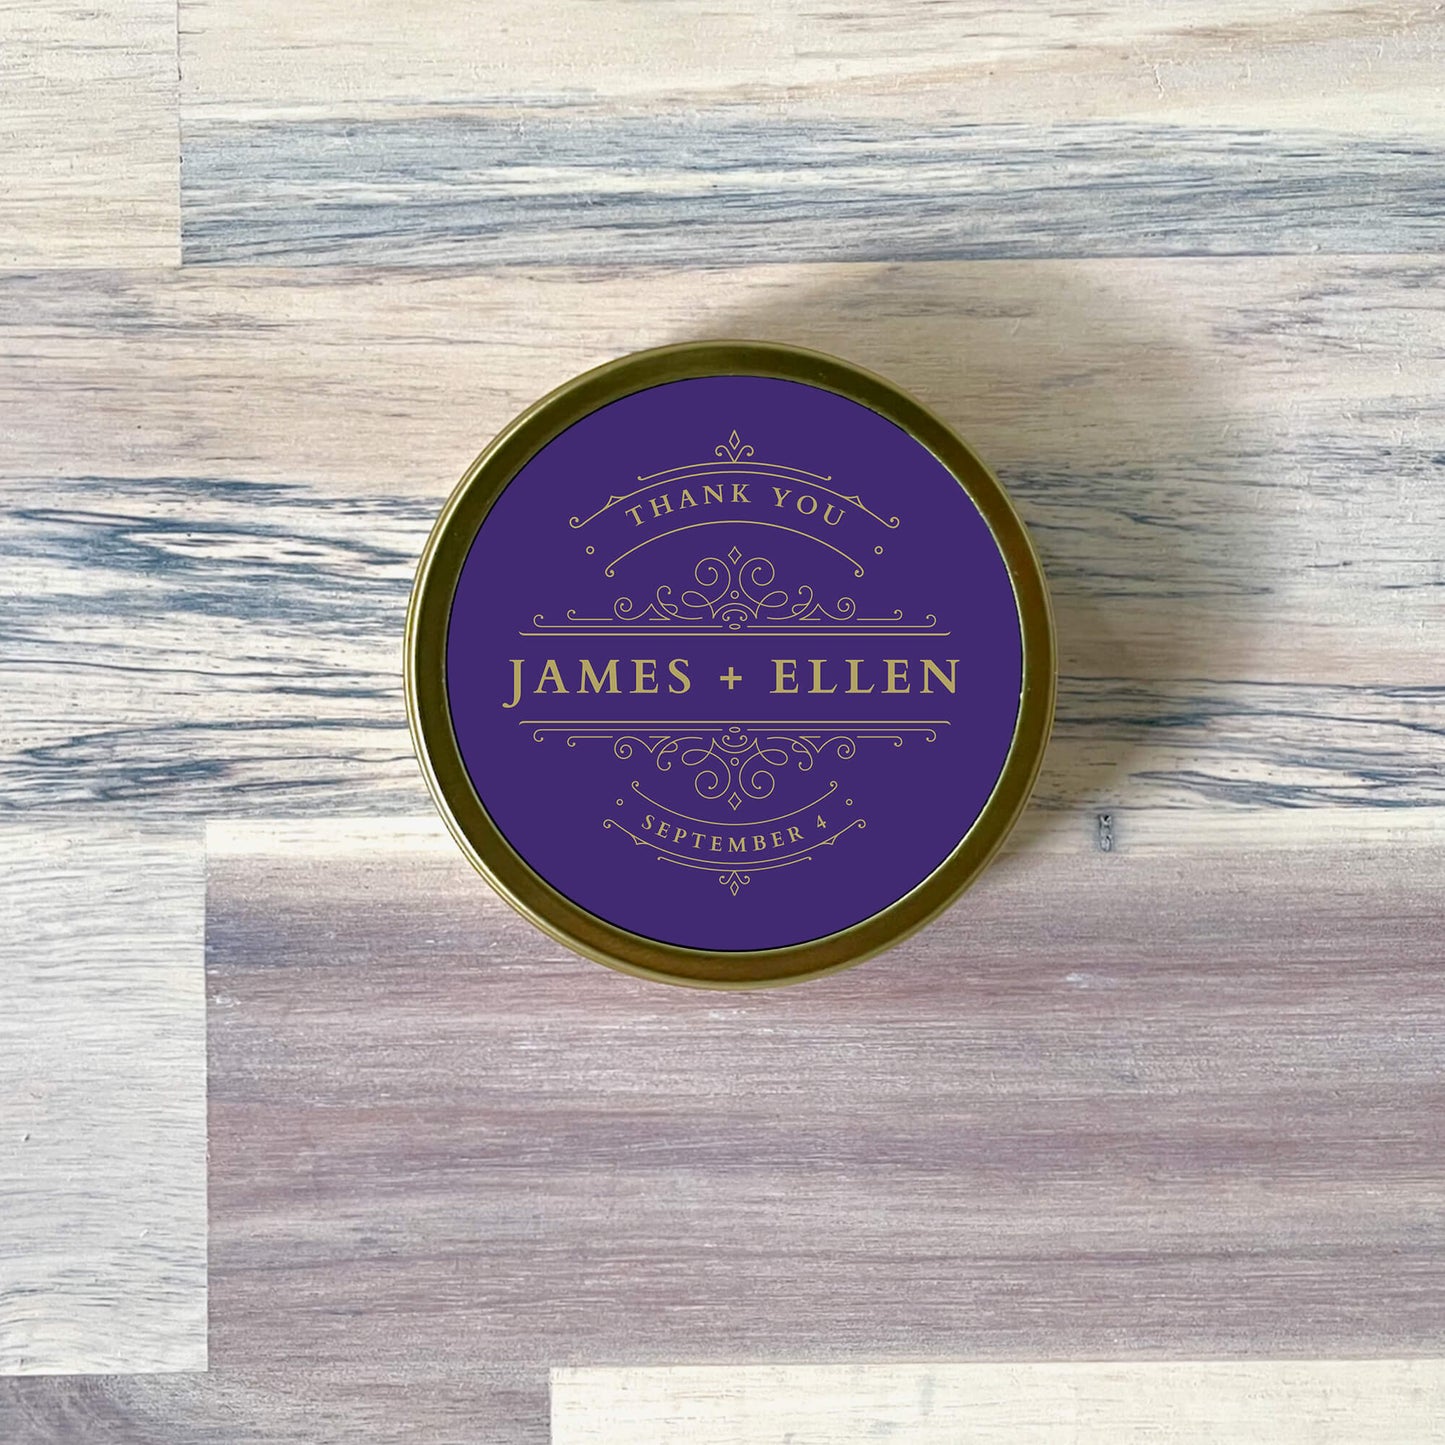 THANK YOU
JAMES + ELLEN
SEPTEMBER 4